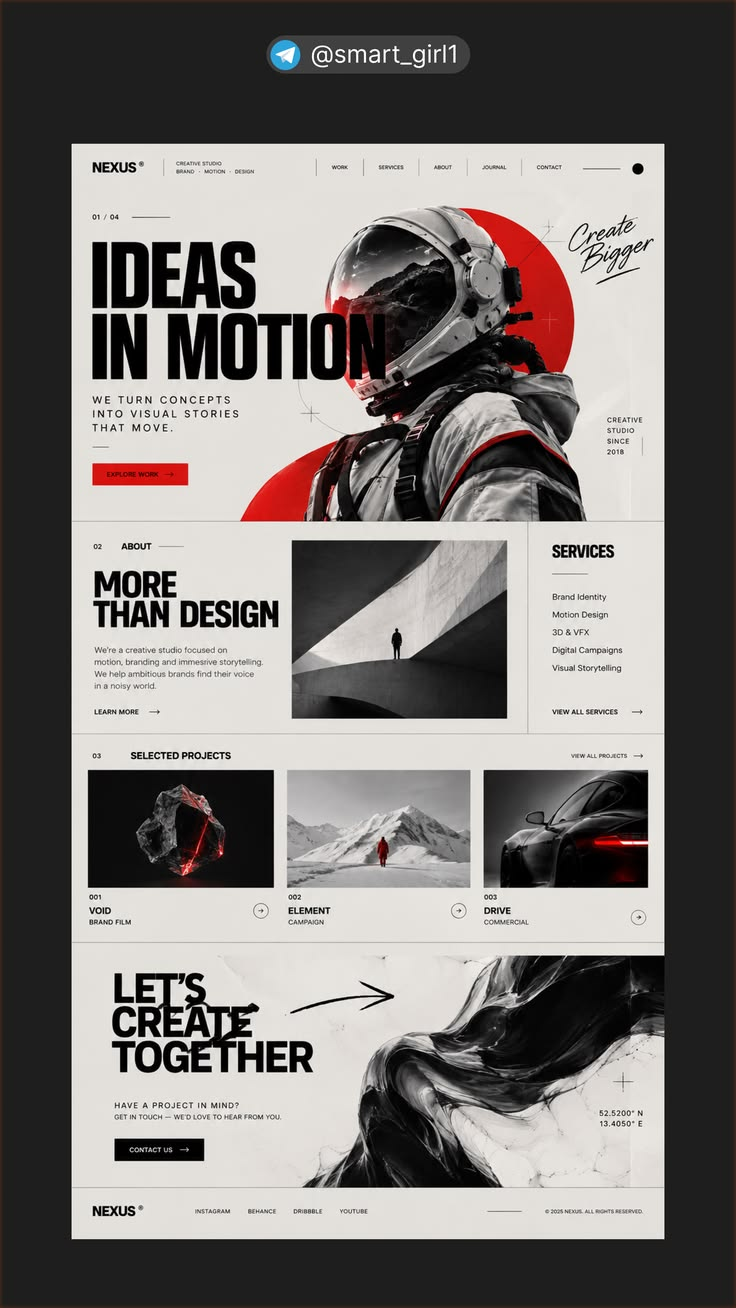 @smart_girl1
NEXUS ®
CREATIVE STUDIO
BRAND · MOTION · DESIGN
WORK
SERVICES
ABOUT
JOURNAL
CONTACT
01 / 04
IDEAS
IN MOTION
Create
Bigger
WE TURN CONCEPTS
INTO VISUAL STORIES
THAT MOVE.
EXPLORE WORK
CREATIVE
STUDIO
SINCE
2018
02 ABOUT
MORE
THAN DESIGN
We're a creative studio focused on
motion, branding and immesrive storytelling.
We help ambitious brands find their voice
in a noisy world.
LEARN MORE
SERVICES
Brand Identity
Motion Design
3D & VFX
Digital Campaigns
Visual Storytelling
VIEW ALL SERVICES
03 SELECTED PROJECTS
VIEW ALL PROJECTS
001
VOID
BRAND FILM
002
ELEMENT
CAMPAIGN
003
DRIVE
COMMERCIAL
LET'S
CREATE
TOGETHER
HAVE A PROJECT IN MIND?
GET IN TOUCH — WE'D LOVE TO HEAR FROM YOU.
CONTACT US
52.5200° N
13.4050° E
NEXUS ®
INSTAGRAM
BEHANCE
DRIBBBLE
YOUTUBE
© 2025 NEXUS. ALL RIGHTS RESERVED.